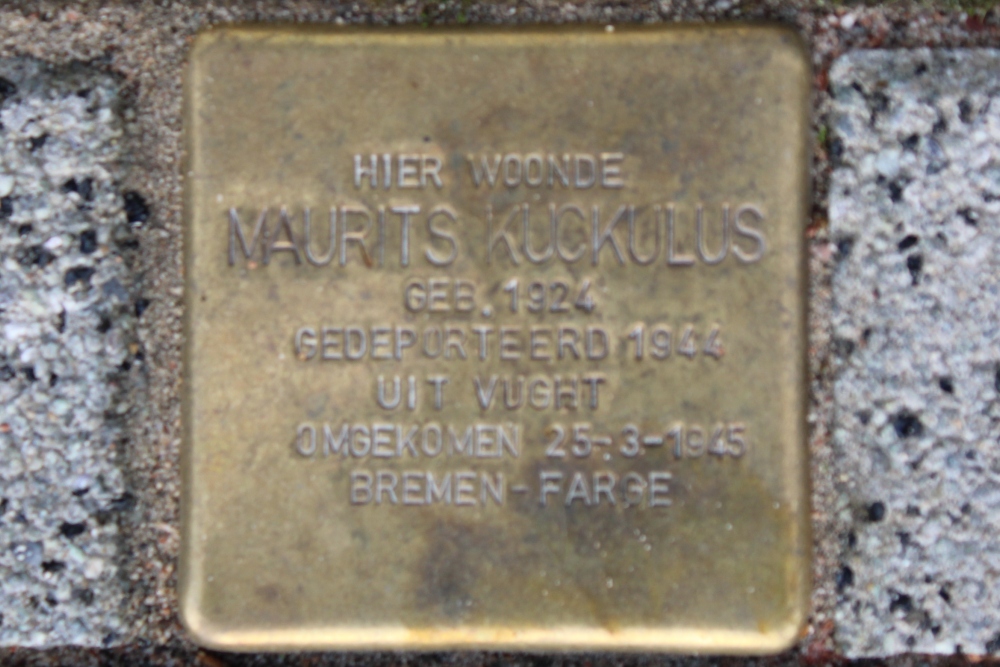 HIER WOONDE
MAURITS KUCKULUS
GEB. 1924
GEDEPORTEERD 1944
UIT VUGHT
OMGEKOMEN 25-3-1945
BREMEN-FARGE